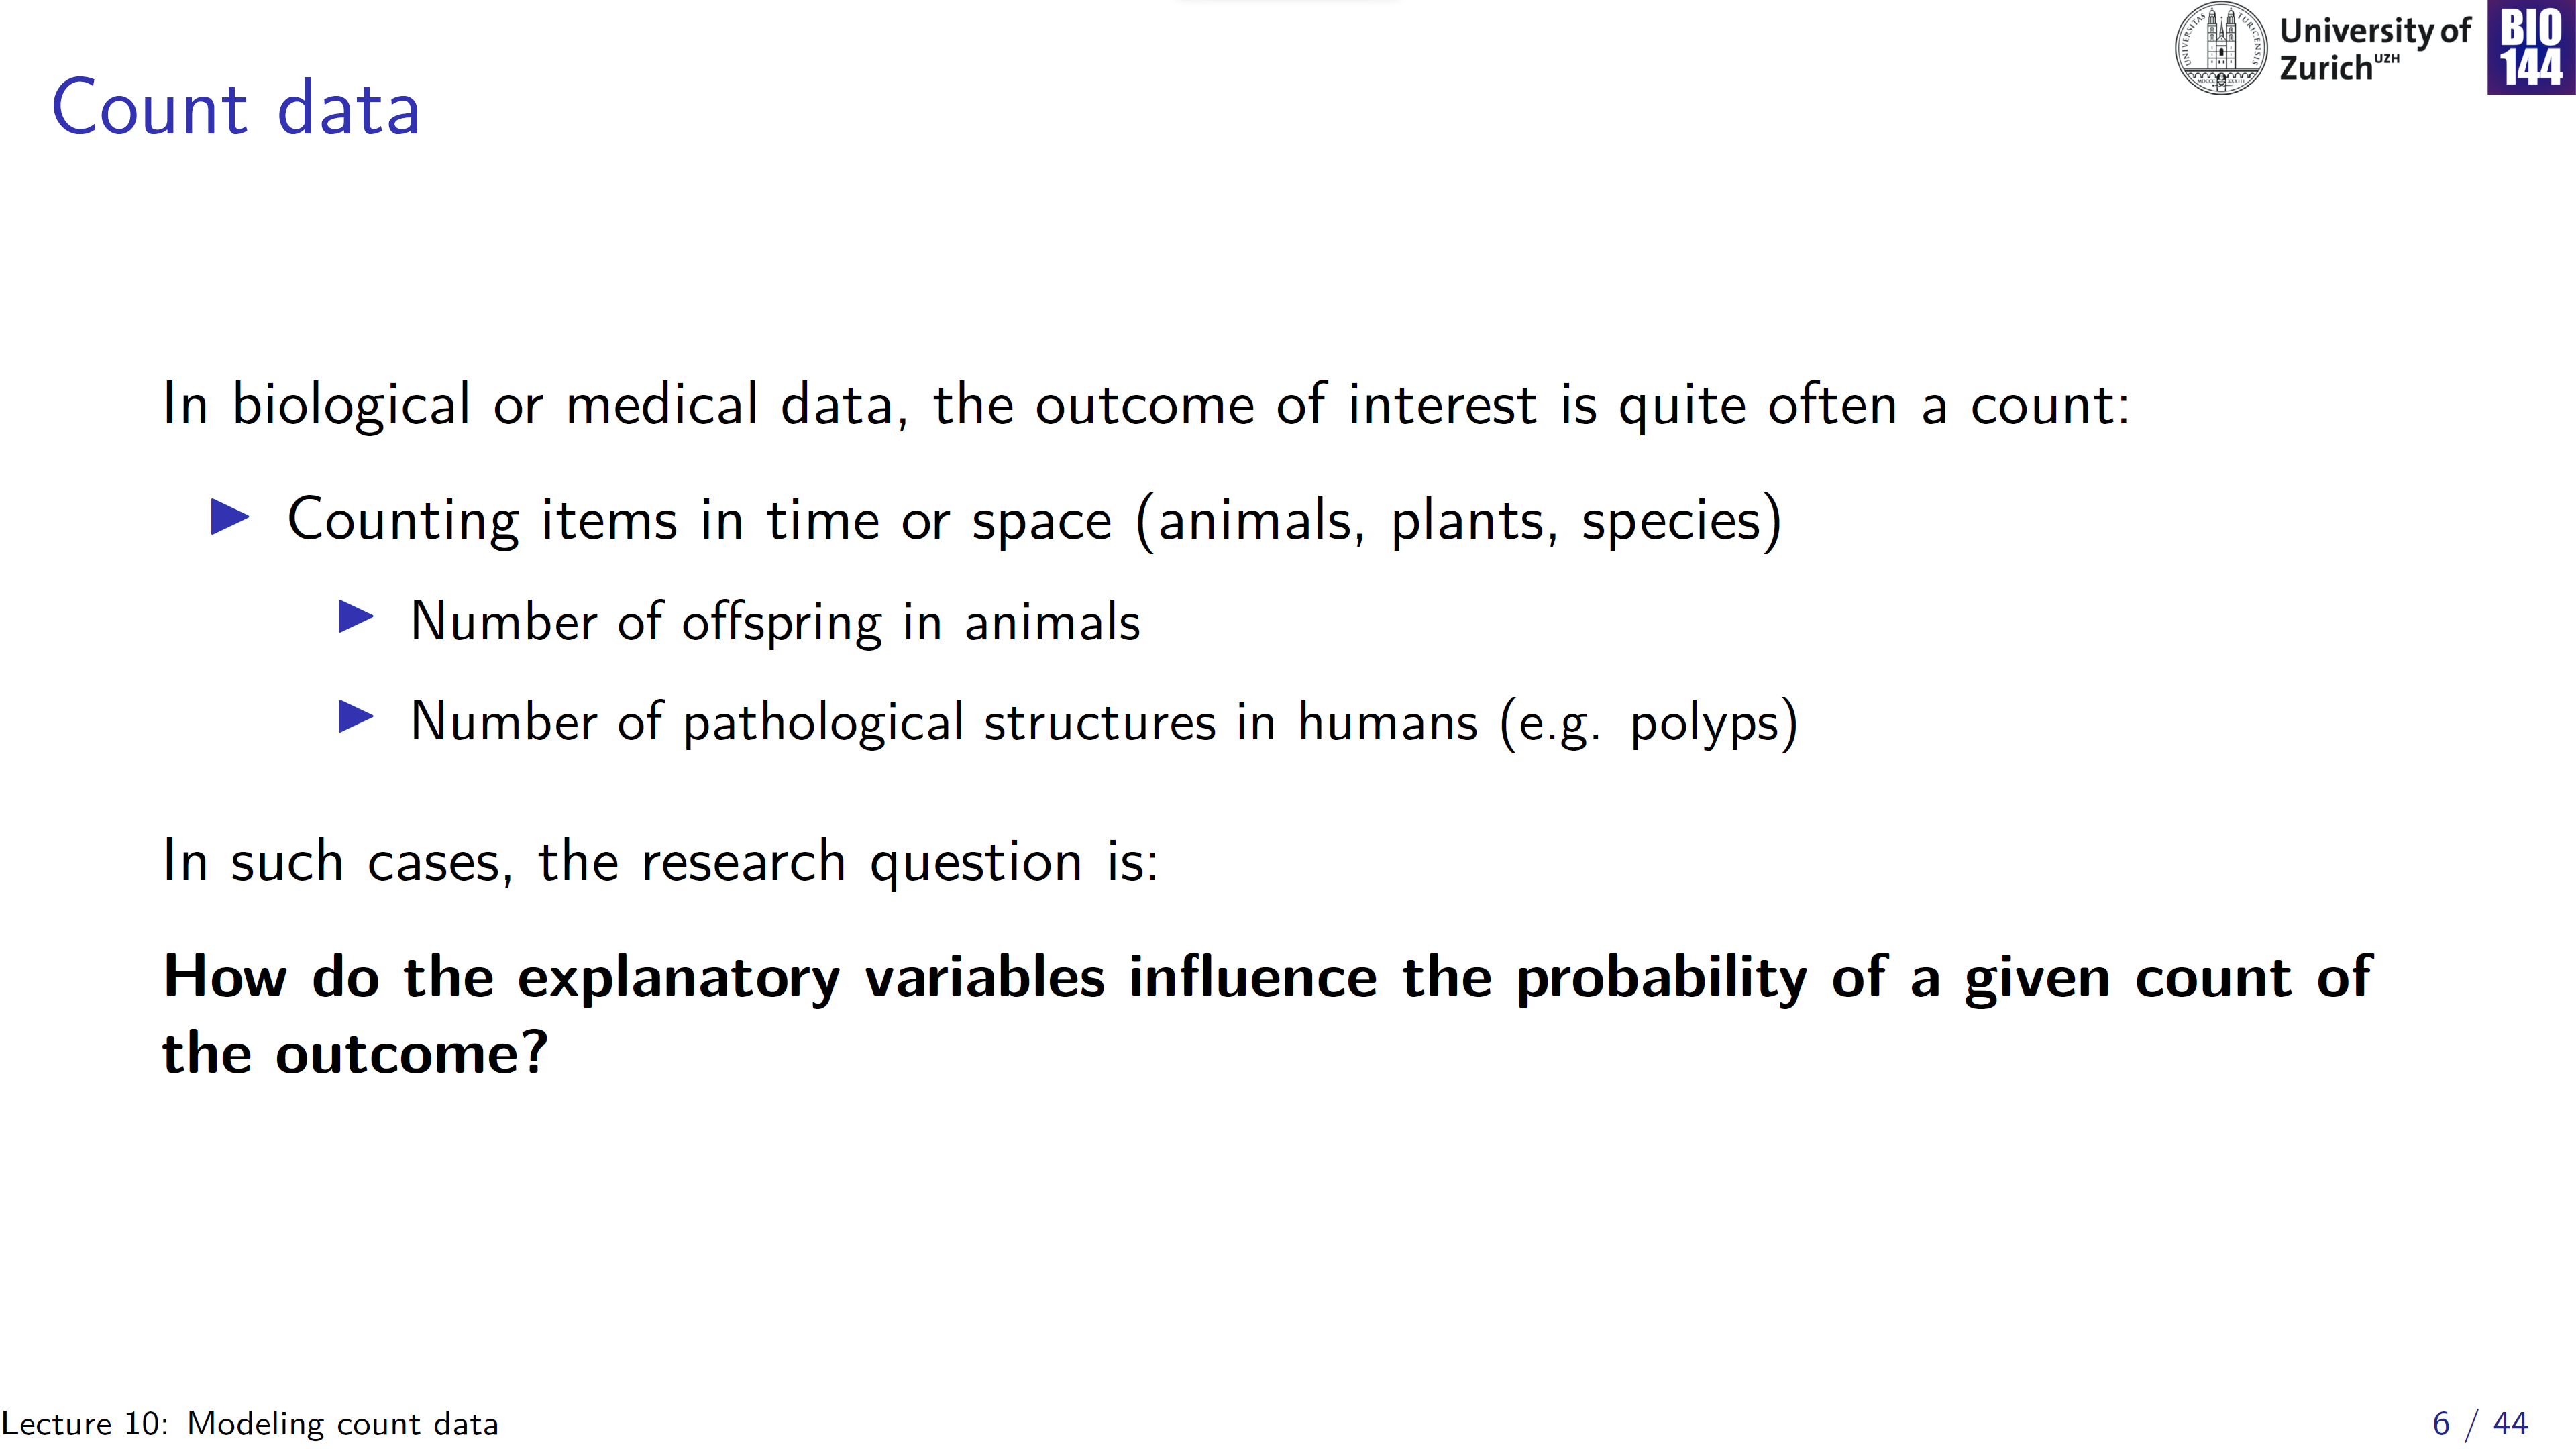 University of
Zurich UZH
BIO
144
Count data
In biological or medical data, the outcome of interest is quite often a count:
Counting items in time or space (animals, plants, species)
Number of offspring in animals
Number of pathological structures in humans (e.g. polyps)
In such cases, the research question is:
How do the explanatory variables influence the probability of a given count of
the outcome?
Lecture 10: Modeling count data
6 / 44